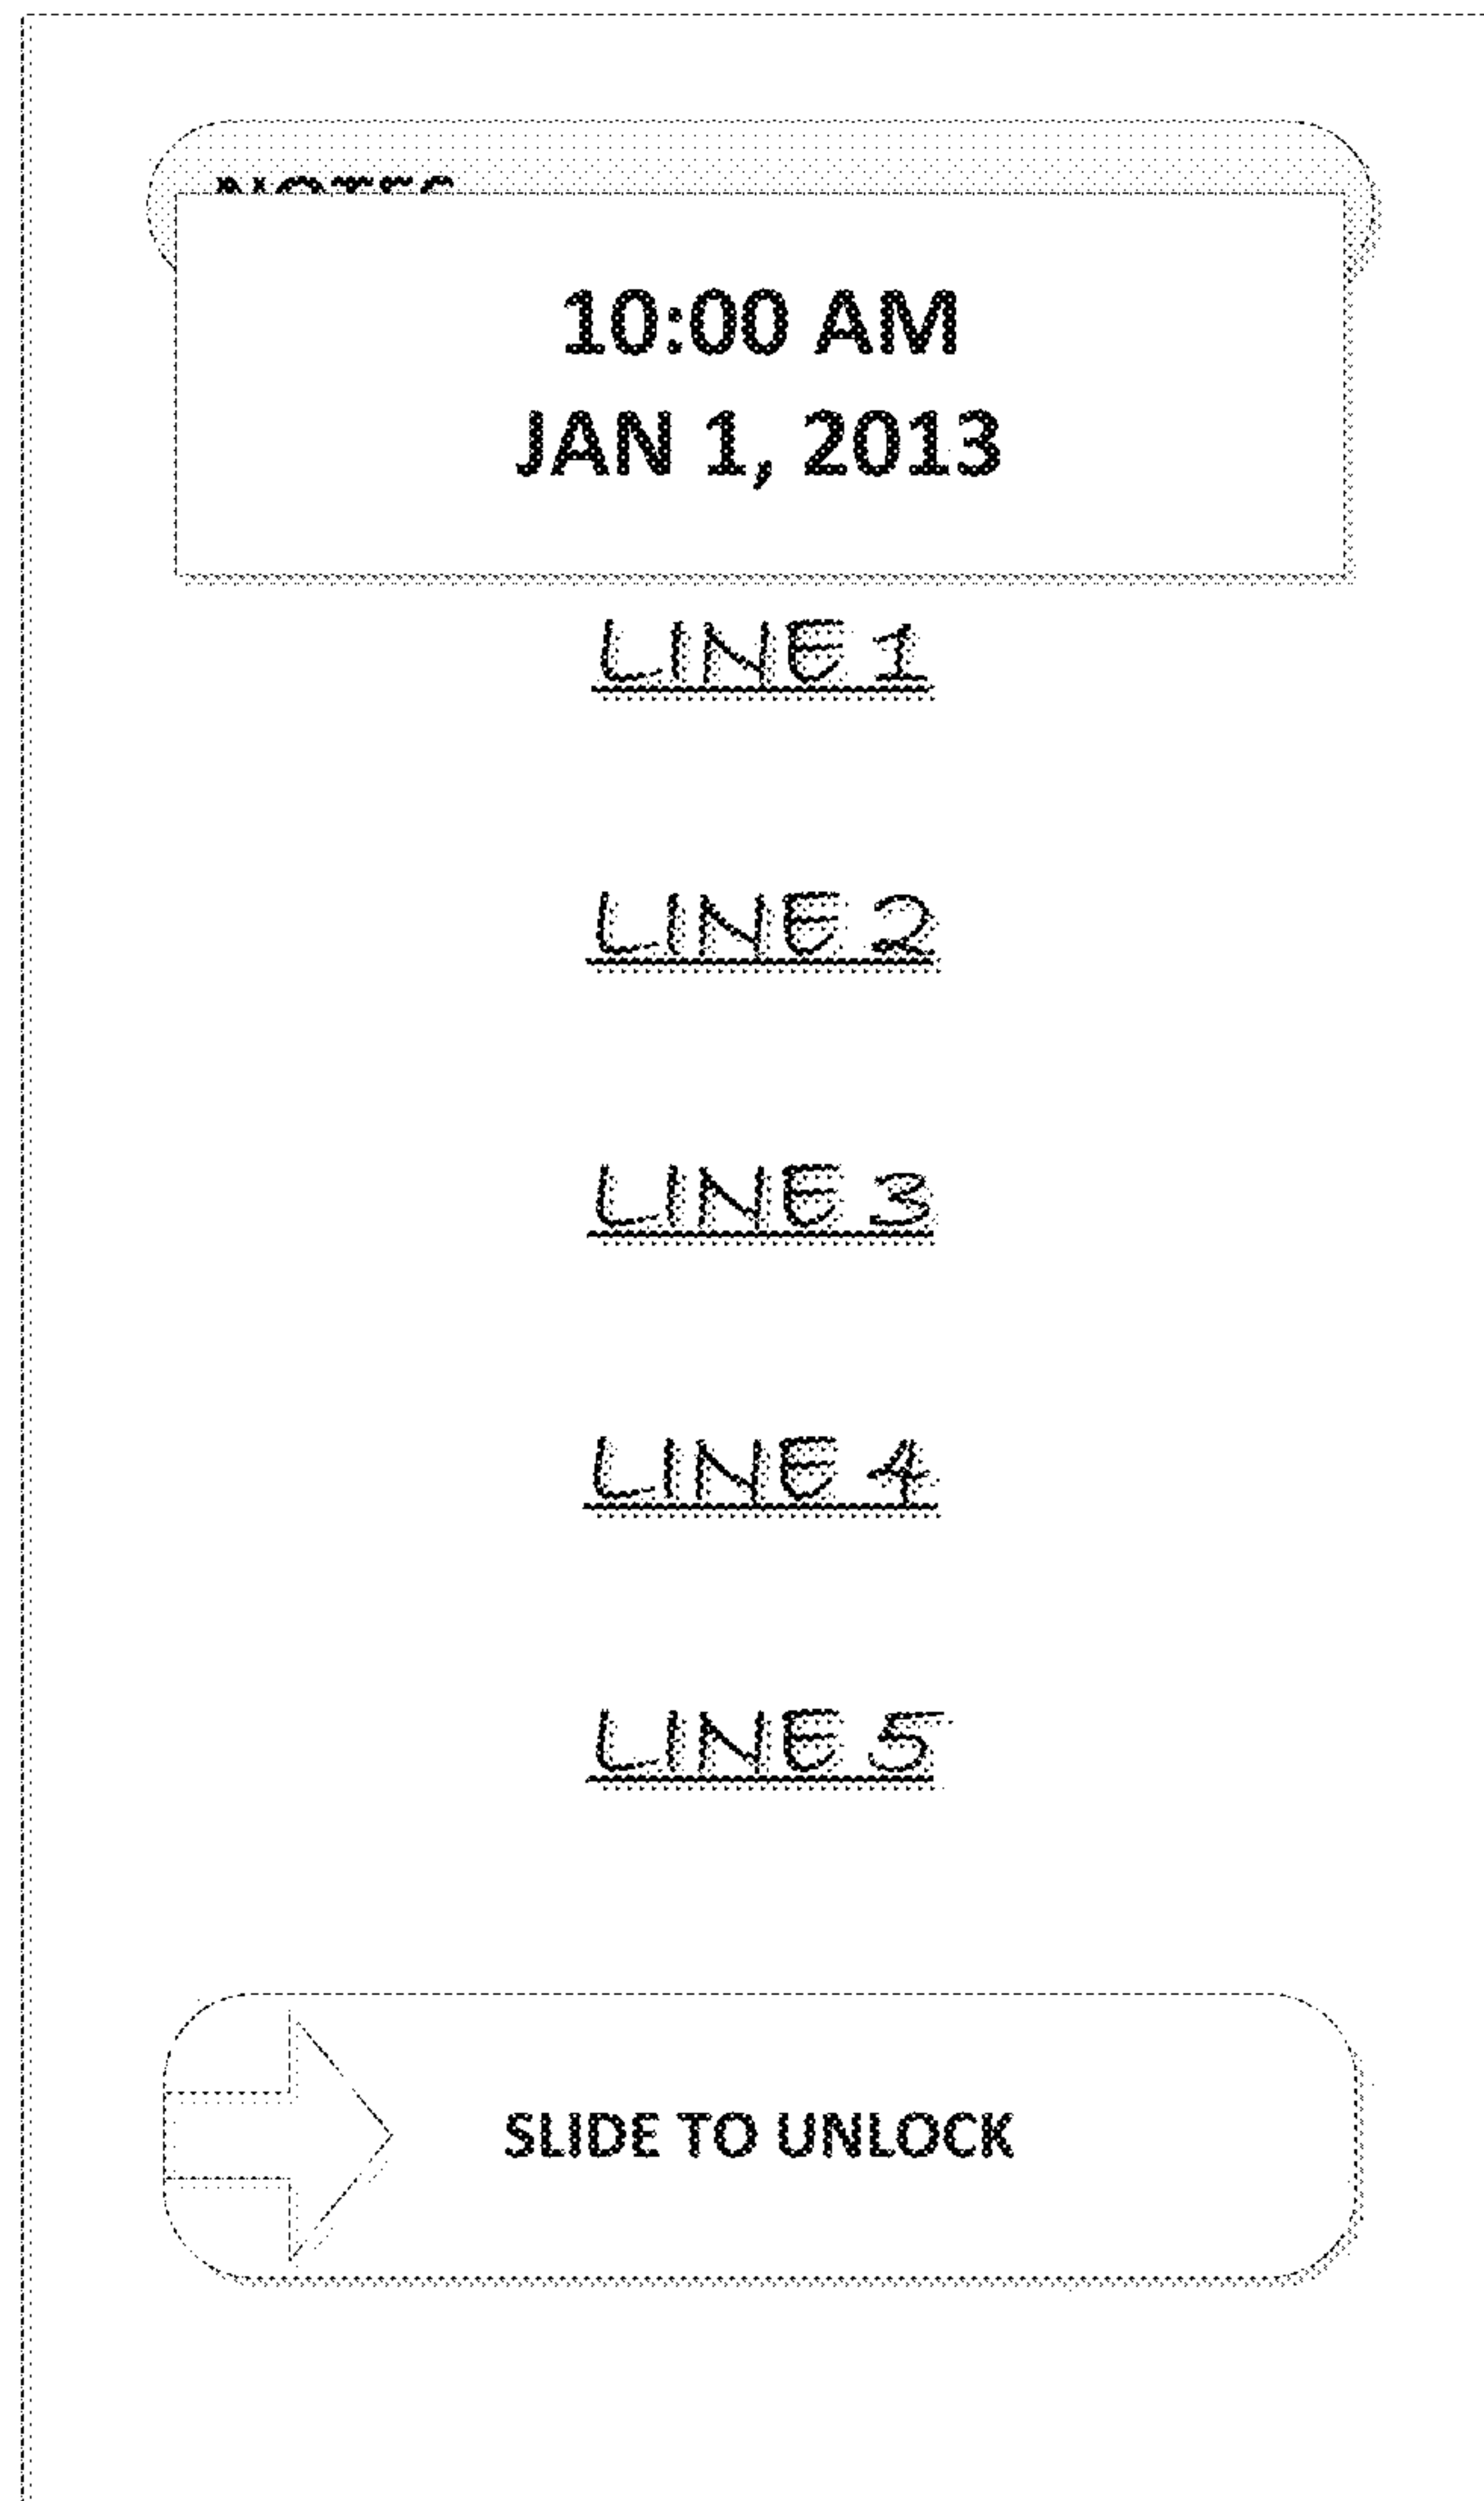 10:00 AM
JAN 1, 2013
LINE 1
LINE 2
LINE 3
LINE 4
LINE 5
SLIDE TO UNLOCK